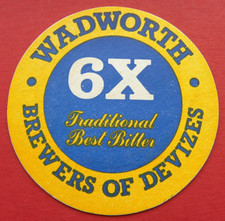 WADWORTH
6X
Traditional
Best Bitter
BREWERS OF DEVIZES